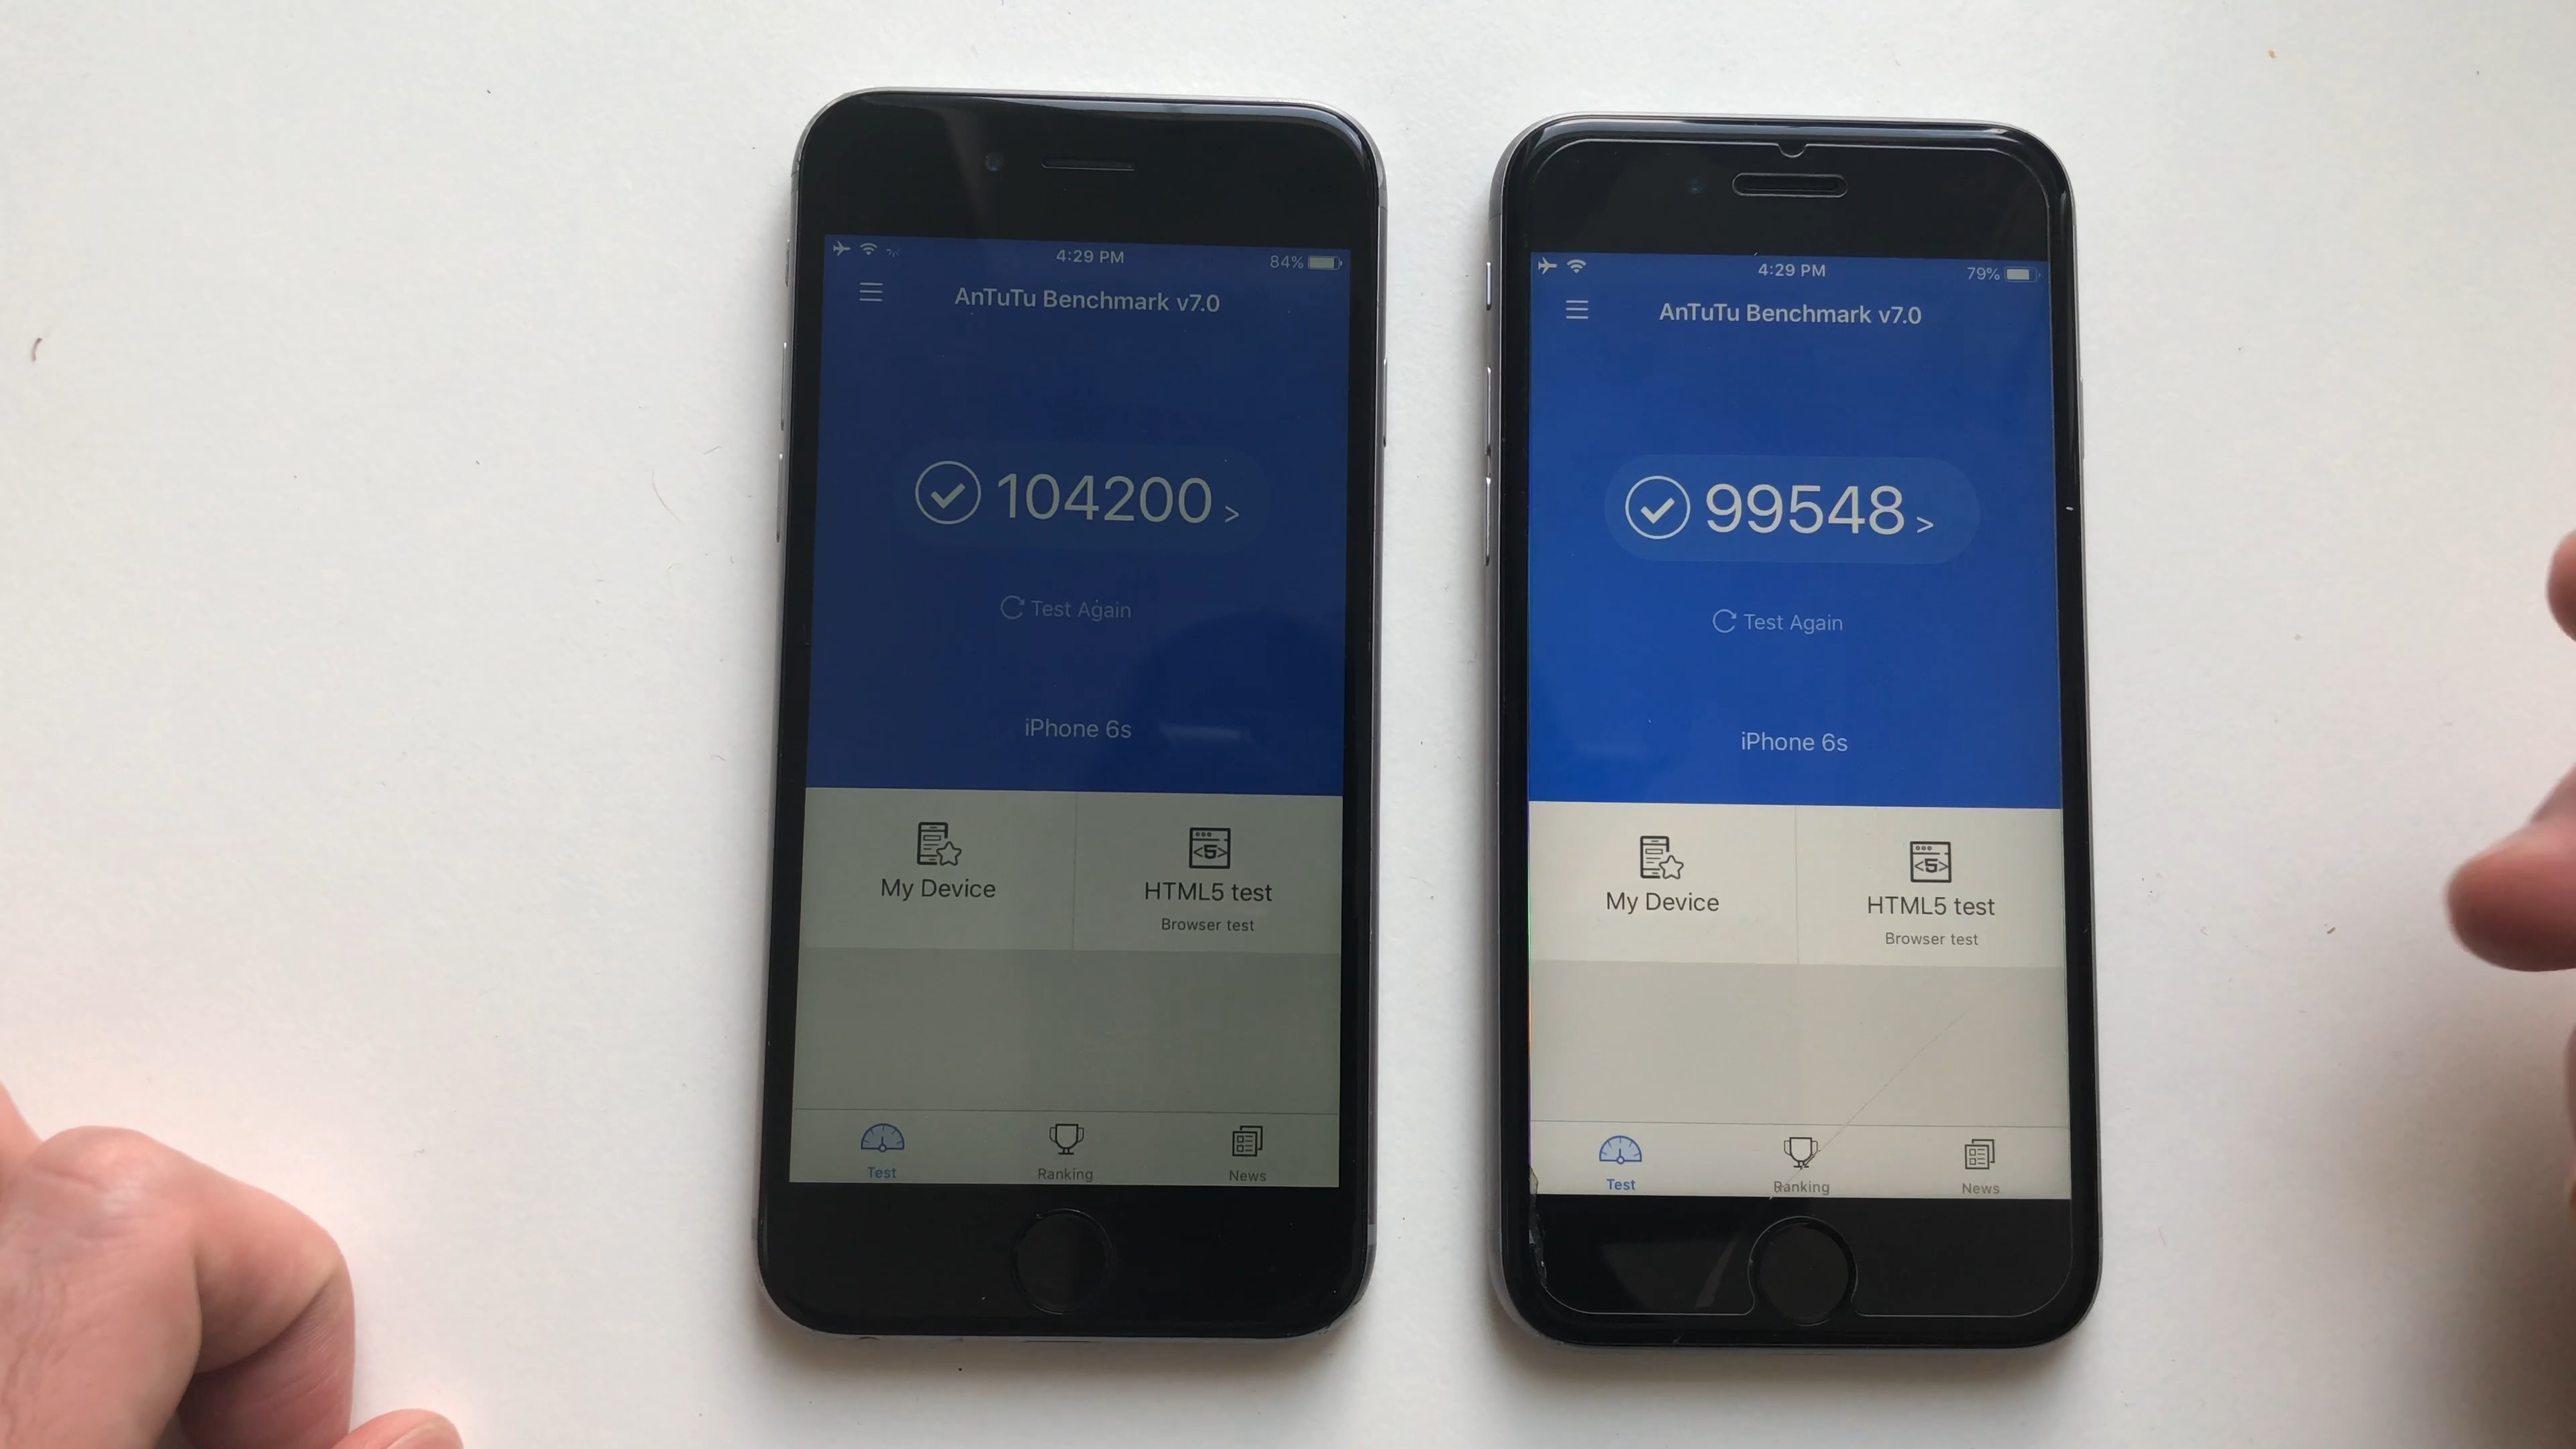 4:29 PM
84%
AnTuTu Benchmark v7.0
104200 >
Test Again
iPhone 6s
My Device
HTML5 test
Browser test
Test
Ranking
News
4:29 PM
79%
AnTuTu Benchmark v7.0
99548 >
Test Again
iPhone 6s
My Device
HTML5 test
Browser test
Test
Ranking
News